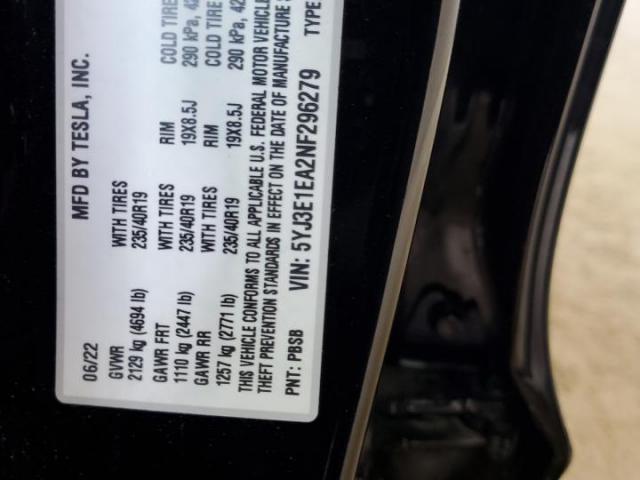 MFD BY TESLA, INC.
06/22
GVWR WITH TIRES RIM COLD TIRE
2129 kg (4694 lb) 235/40R19 19X8.5J 290 kPa, 42
GAWR FRT WITH TIRES RIM COLD TIRE
1110 kg (2447 lb) 235/40R19 19X8.5J 290 kPa, 42
GAWR RR WITH TIRES
1257 kg (2771 lb) 235/40R19
THIS VEHICLE CONFORMS TO ALL APPLICABLE U.S. FEDERAL MOTOR VEHICLE
THEFT PREVENTION STANDARDS IN EFFECT ON THE DATE OF MANUFACTURE
PNT: PBSB VIN: 5YJ3E1EA2NF296279 TYPE